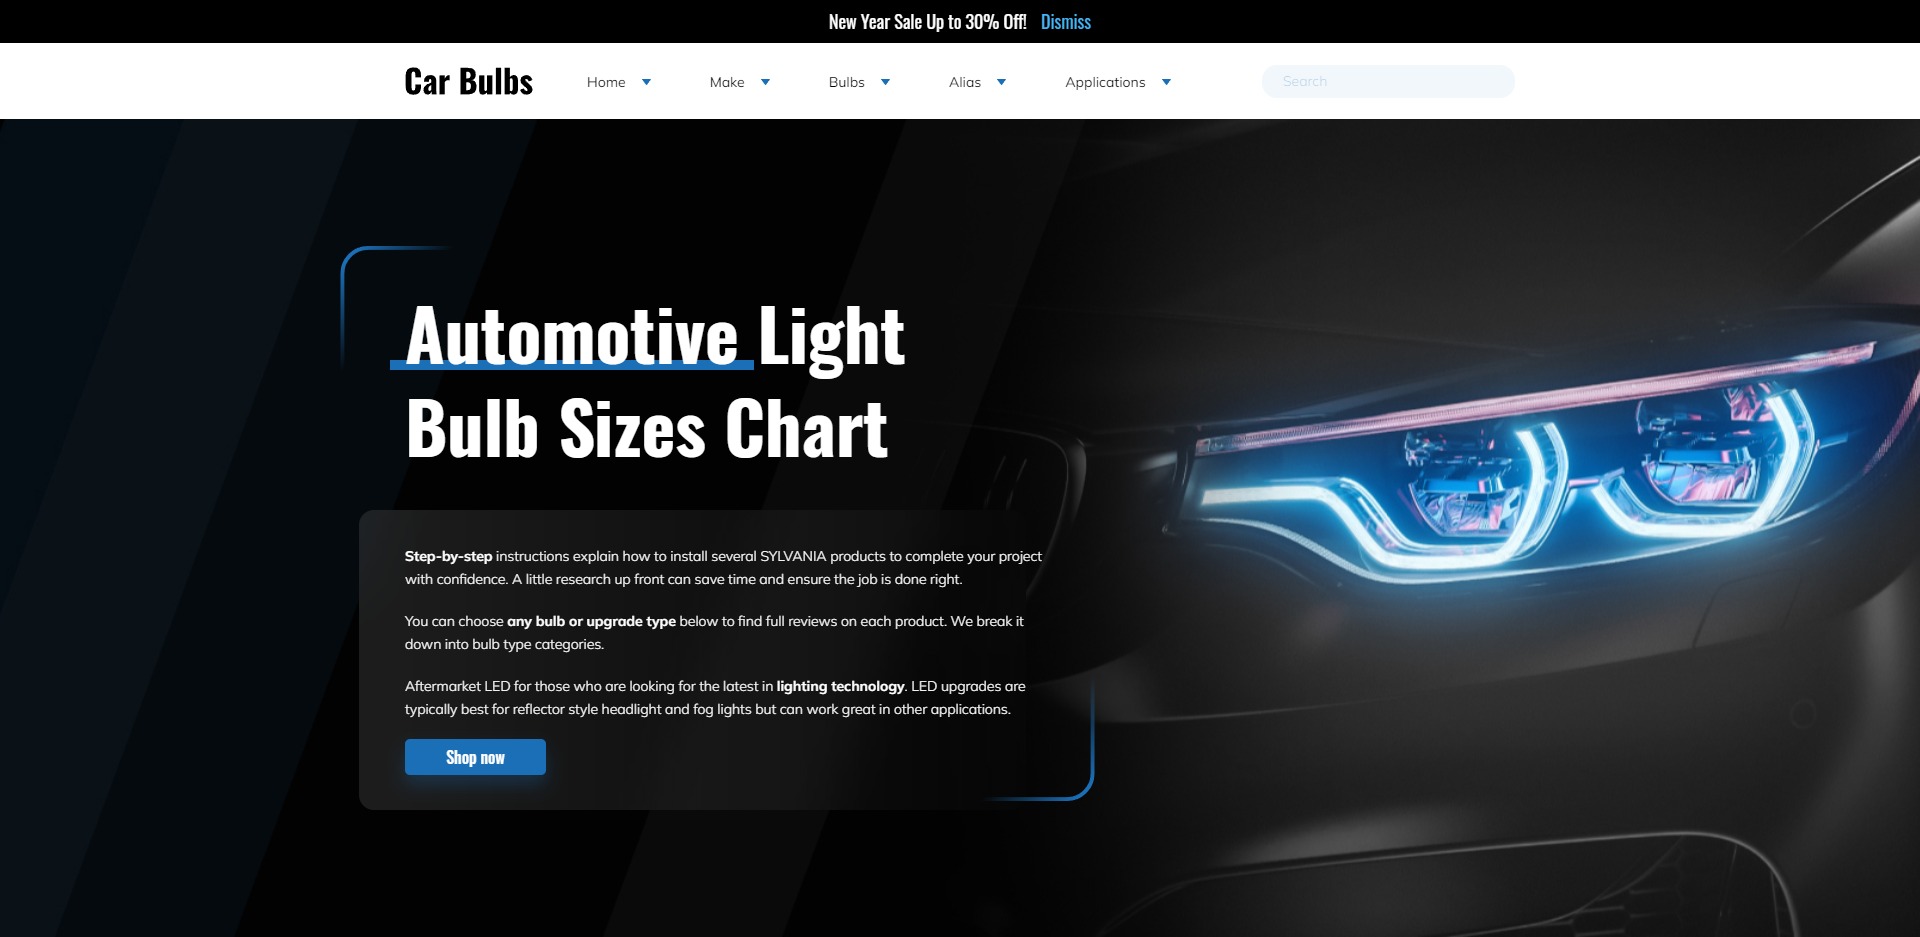 New Year Sale Up to 30% Off! Dismiss
Car Bulbs Home Make Bulbs Alias Applications Search
Automotive Light
Bulb Sizes Chart
Step-by-step instructions explain how to install several SYLVANIA products to complete your project
with confidence. A little research up front can save time and ensure the job is done right.
You can choose any bulb or upgrade type below to find full reviews on each product. We break it
down into bulb type categories.
Aftermarket LED for those who are looking for the latest in lighting technology. LED upgrades are
typically best for reflector style headlight and fog lights but can work great in other applications.
Shop now